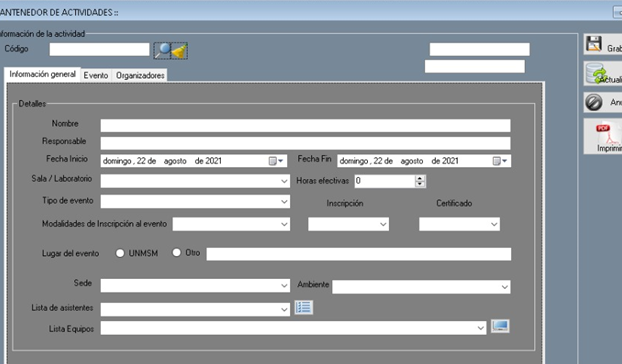 ANTENEDOR DE ACTIVIDADES ::
nformación de la actividad
Código
Grab
Actuali
Información general Evento Organizadores
An
Detalles
Nombre
Imprimi
Responsable
Fecha Inicio domingo , 22 de agosto de 2021 Fecha Fin domingo , 22 de agosto de 2021
Sala / Laboratorio Horas efectivas 0
Tipo de evento Inscripción Certificado
Modalidades de Inscripción al evento
Lugar del evento UNMSM Otro
Sede Ambiente
Lista de asistentes
Lista Equipos